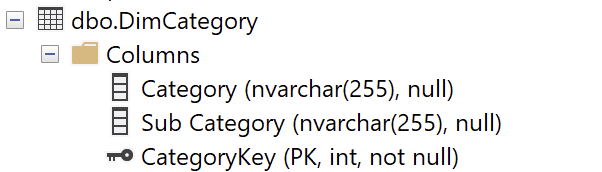 dbo.DimCategory
Columns
Category (nvarchar(255), null)
Sub Category (nvarchar(255), null)
CategoryKey (PK, int, not null)